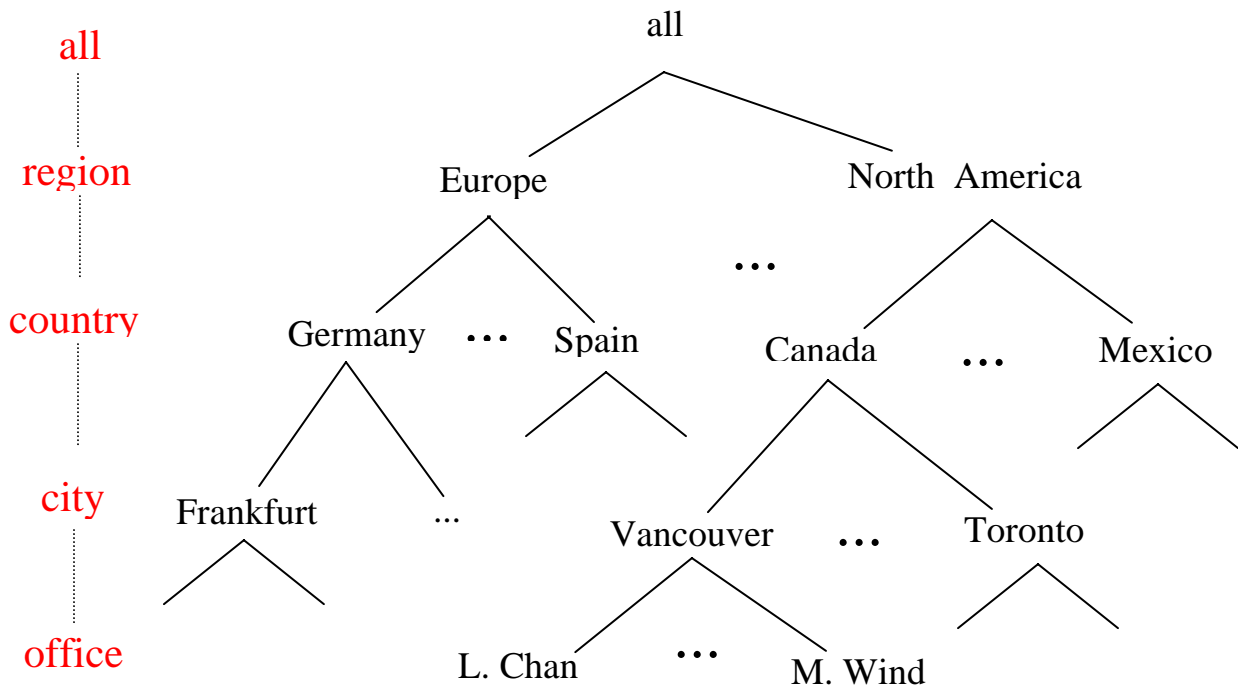 all
all
region
Europe
North America
...
country
Germany ... Spain
Canada ... Mexico
city
Frankfurt ...
Vancouver ... Toronto
office
L. Chan ... M. Wind